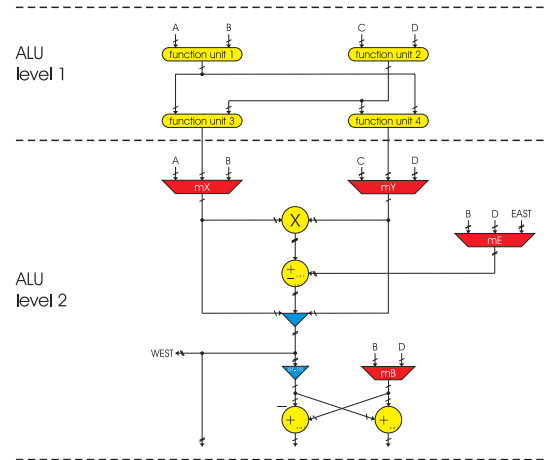 ALU
level 1
A B C D
function unit 1 function unit 2
function unit 3 function unit 4
ALU
level 2
A B C D
mX mY
X
B D EAST
mE
+
−
WEST
B D
mB
−
+ +